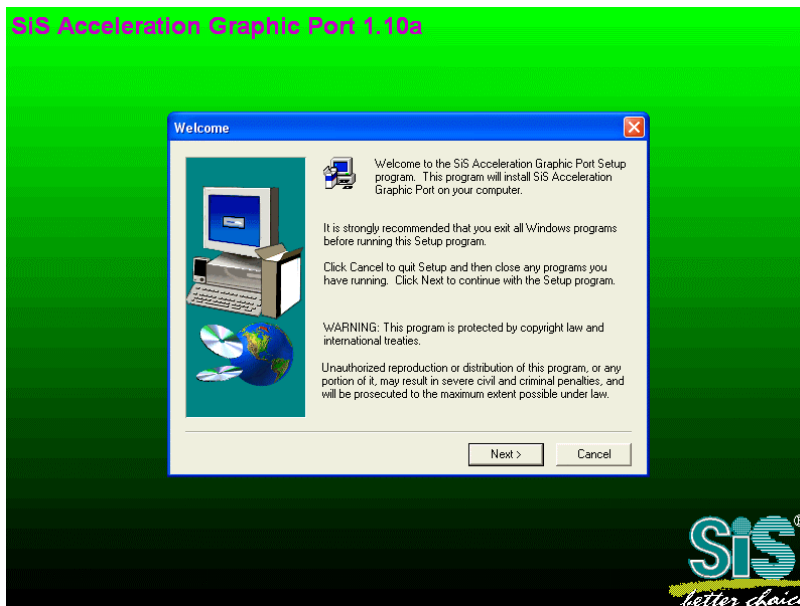 SiS Acceleration Graphic Port 1.10a
Welcome
Welcome to the SiS Acceleration Graphic Port Setup
program. This program will install SiS Acceleration
Graphic Port on your computer.
It is strongly recommended that you exit all Windows programs
before running this Setup program.
Click Cancel to quit Setup and then close any programs you
have running. Click Next to continue with the Setup program.
WARNING: This program is protected by copyright law and
international treaties.
Unauthorized reproduction or distribution of this program, or any
portion of it, may result in severe civil and criminal penalties, and
will be prosecuted to the maximum extent possible under law.
Next >
Cancel
SiS®
better choice